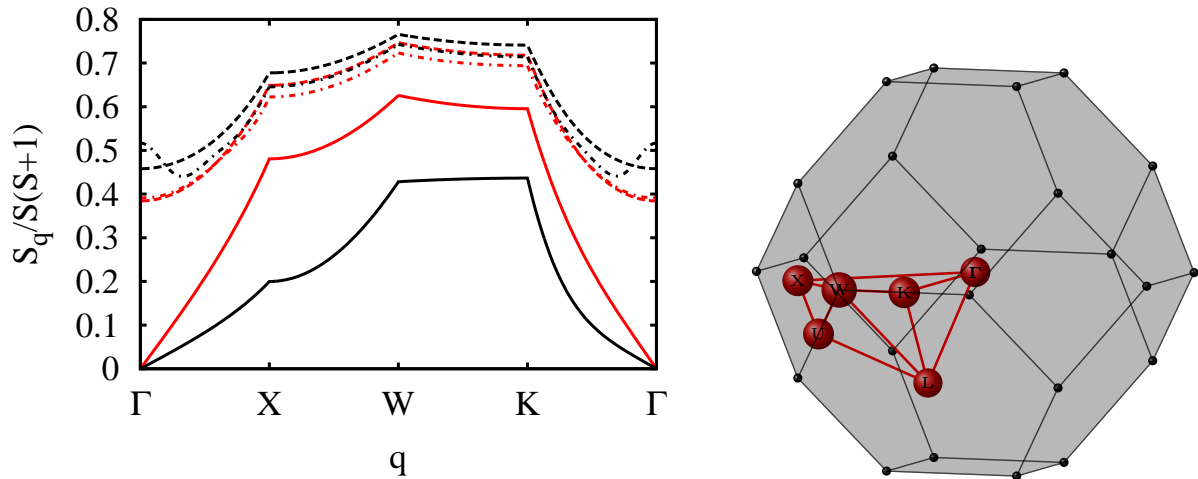 S_q/S(S+1)
0.8
0.7
0.6
0.5
0.4
0.3
0.2
0.1
0
Γ X W K Γ
q
X W K Γ
U
L